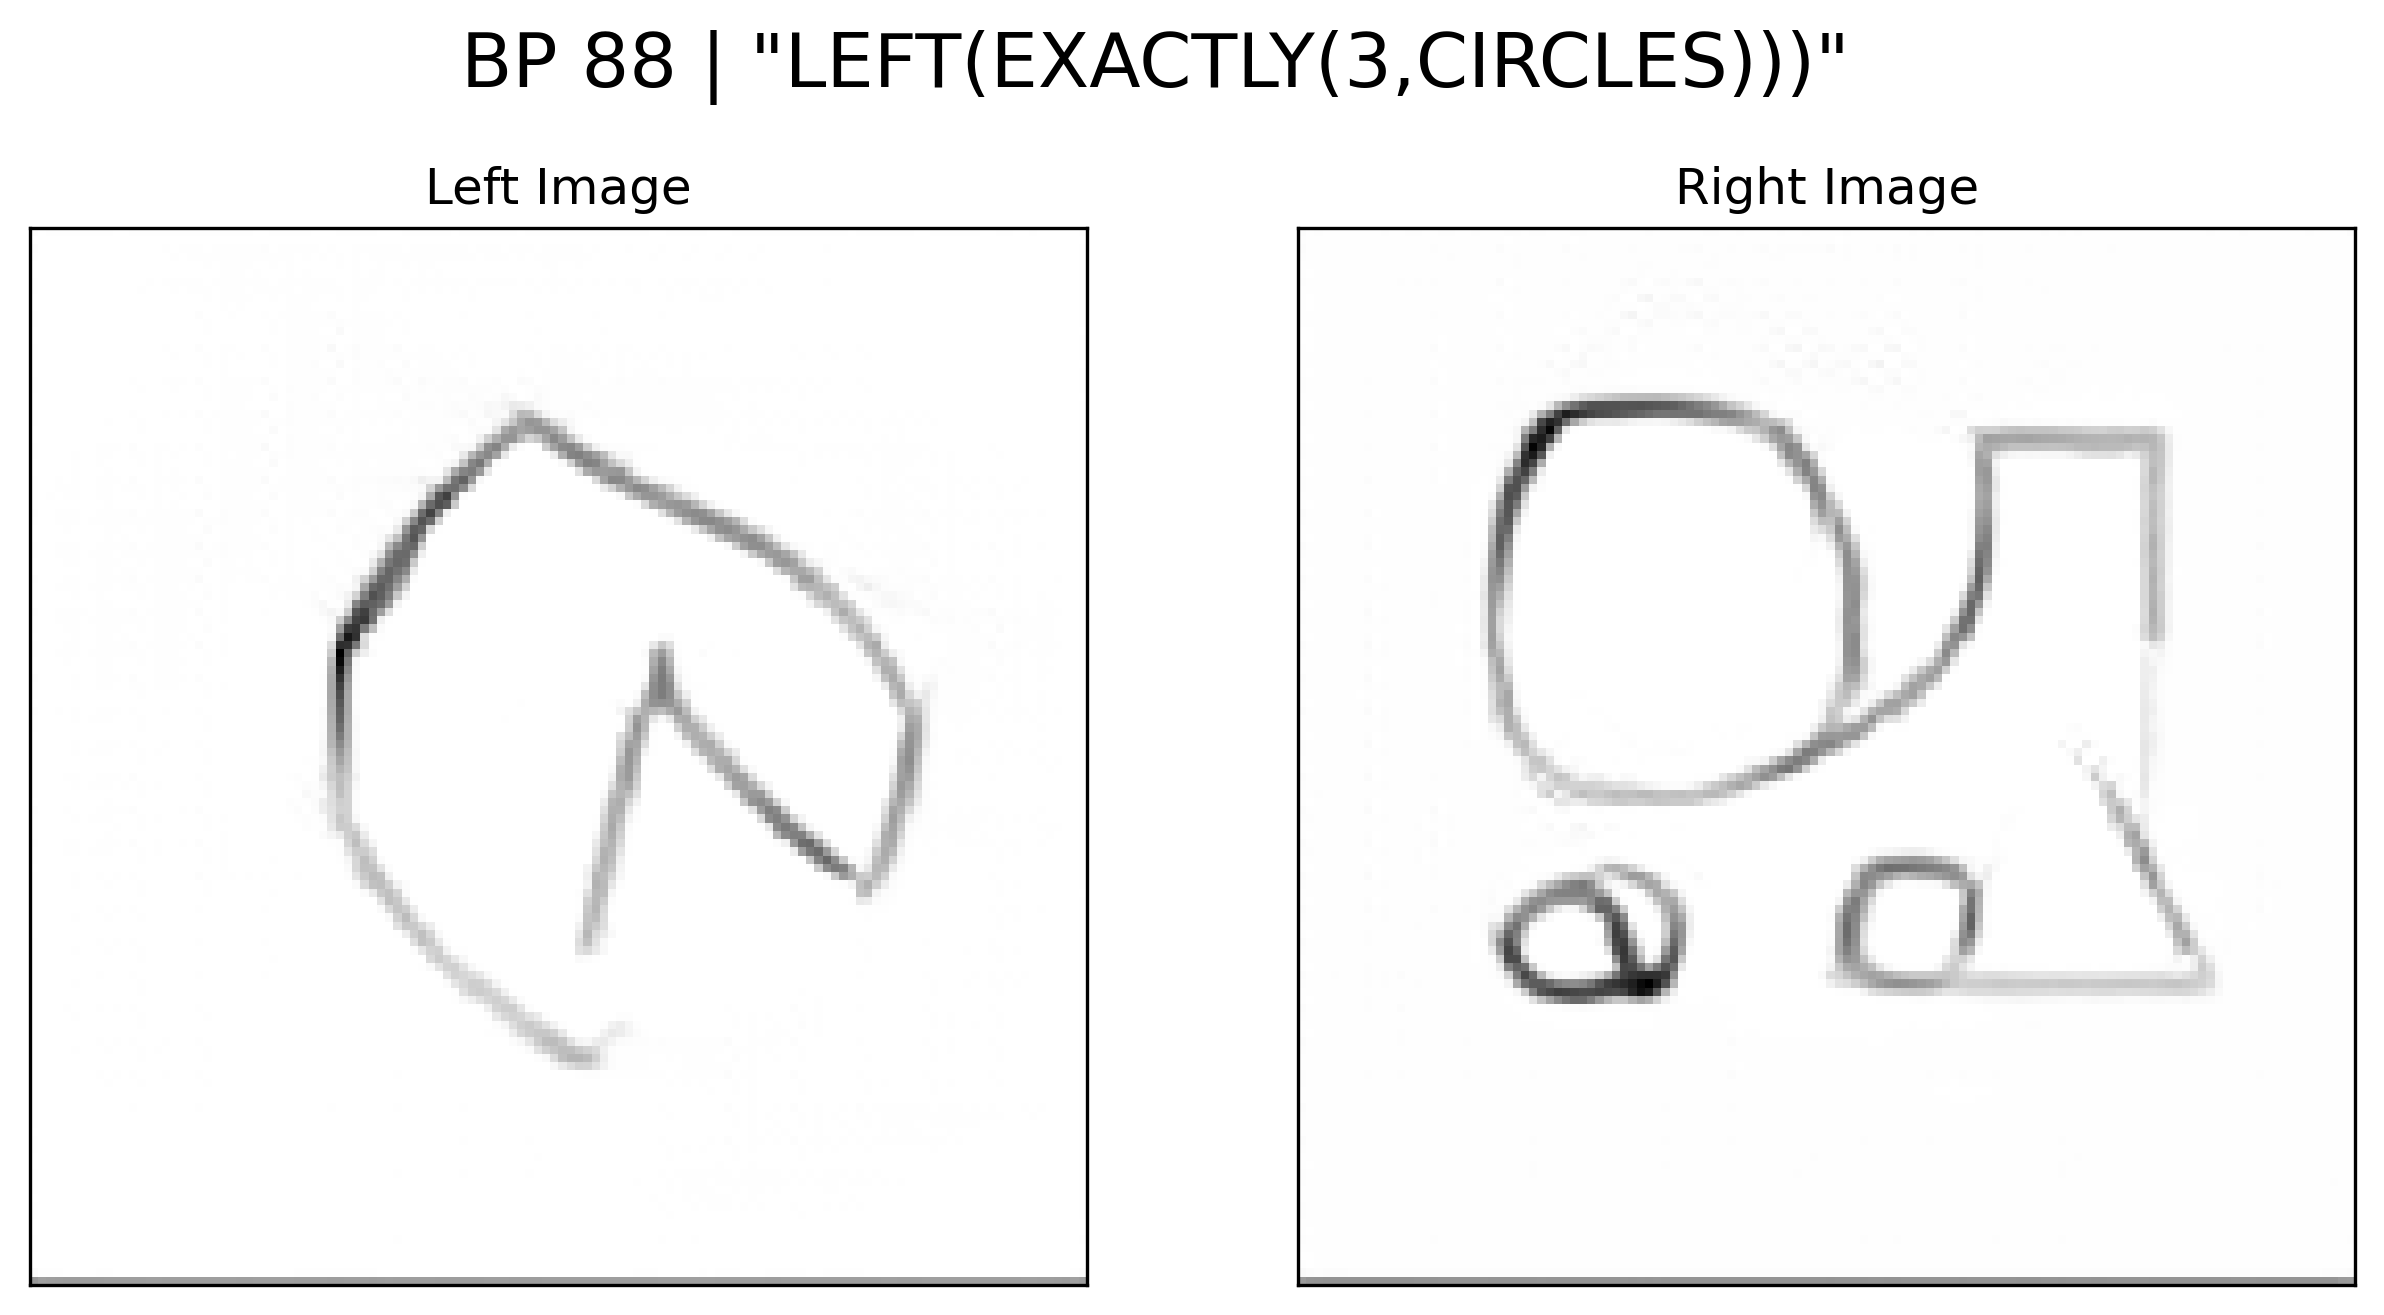 BP 88 | "LEFT(EXACTLY(3,CIRCLES)))"
Left Image
Right Image